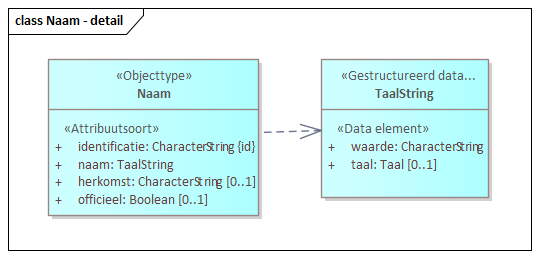 class Naam - detail
«Objecttype»
Naam
«Attribuutsoort»
+ identificatie: CharacterString {id}
+ naam: TaalString
+ herkomst: CharacterString [0..1]
+ officieel: Boolean [0..1]
«Gestructureerd data...
TaalString
«Data element»
+ waarde: CharacterString
+ taal: Taal [0..1]